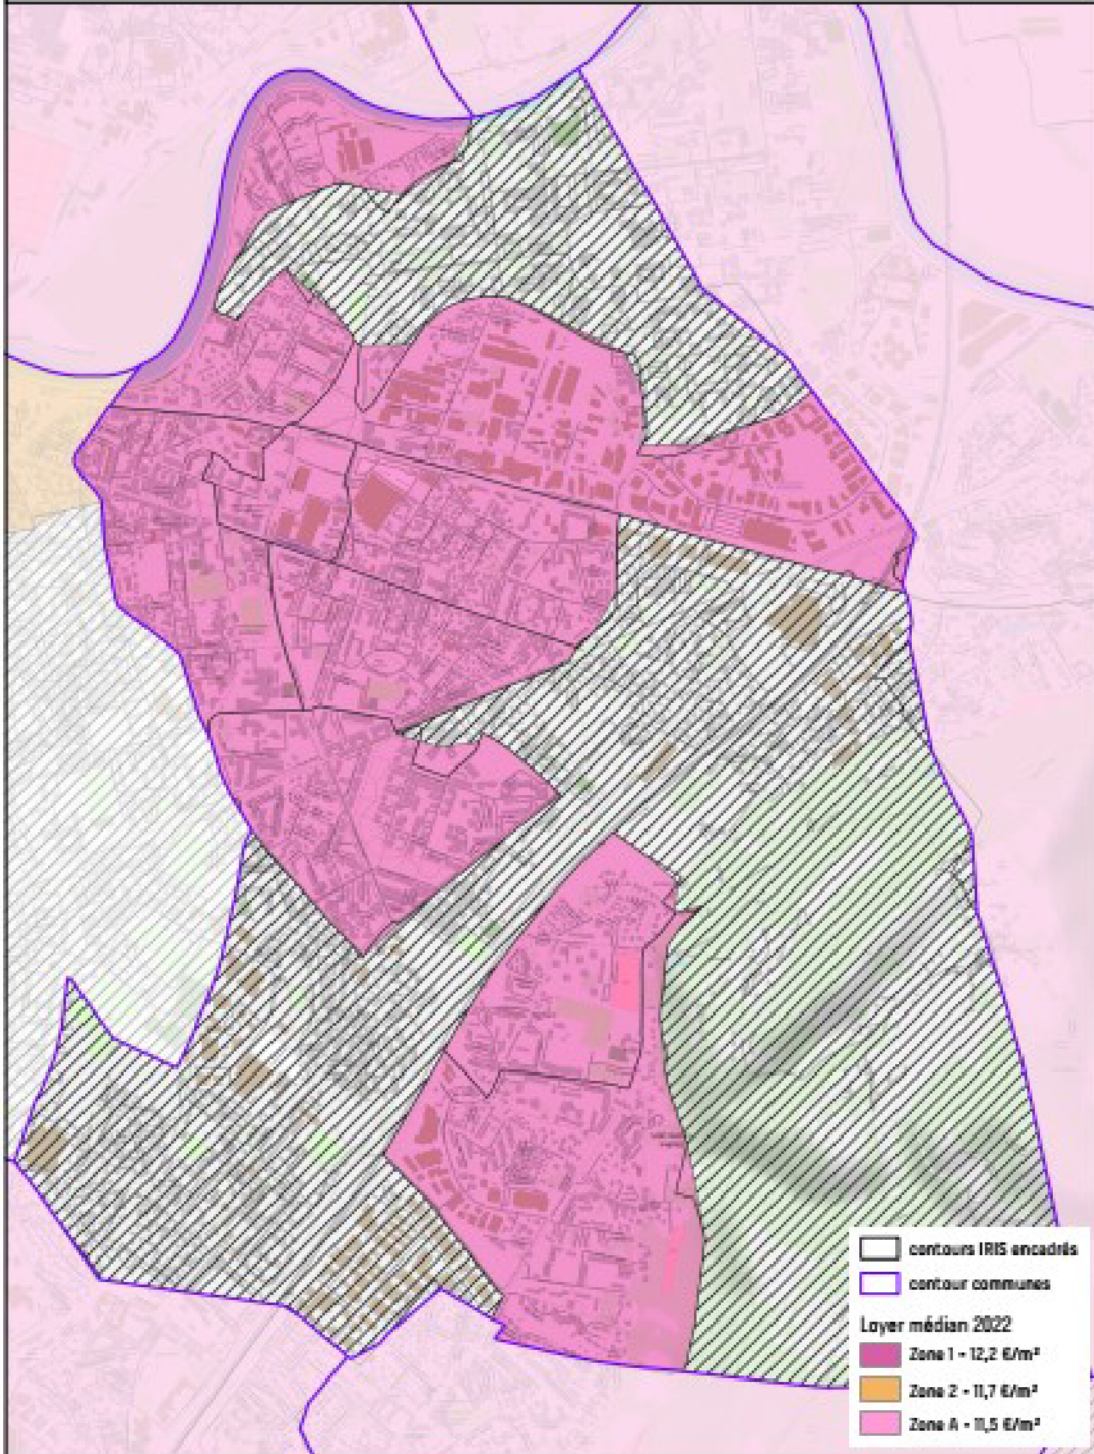 contours IRIS encadrés
contour communes
Loyer médian 2022
Zone 1 - 12,2 €/m²
Zone 2 - 11,7 €/m²
Zone A - 11,5 €/m²